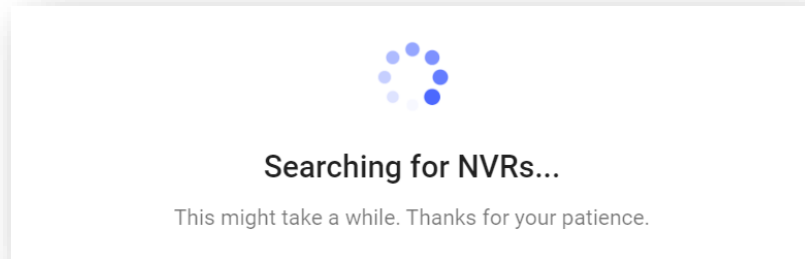 Searching for NVRs...
This might take a while. Thanks for your patience.